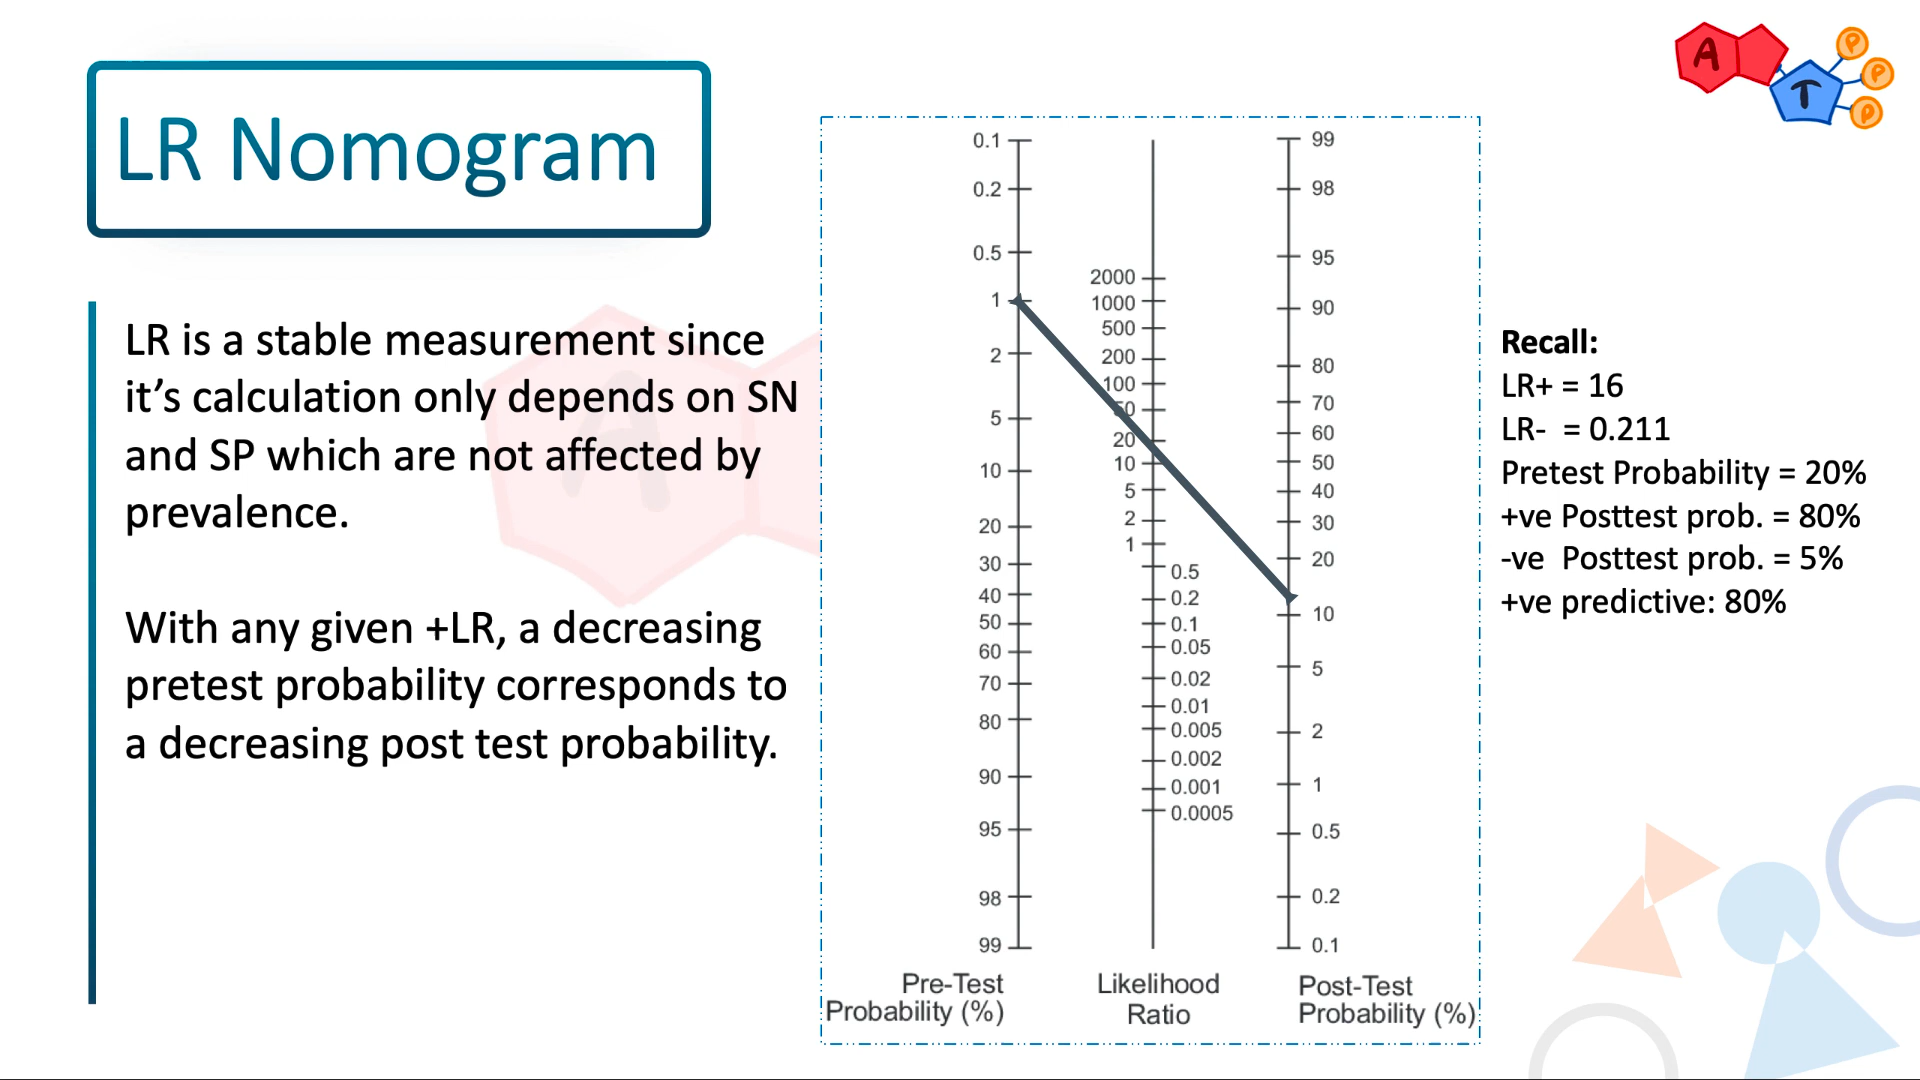 LR Nomogram
LR is a stable measurement since
it’s calculation only depends on SN
and SP which are not affected by
prevalence.
With any given +LR, a decreasing
pretest probability corresponds to
a decreasing post test probability.
0.1
0.2
0.5
1
2
5
10
20
30
40
50
60
70
80
90
95
98
99
Pre-Test
Probability (%)
2000
1000
500
200
100
50
20
10
5
2
1
0.5
0.2
0.1
0.05
0.02
0.01
0.005
0.002
0.001
0.0005
Likelihood
Ratio
99
98
95
90
80
70
60
50
40
30
20
10
5
2
1
0.5
0.2
0.1
Post-Test
Probability (%)
Recall:
LR+ = 16
LR- = 0.211
Pretest Probability = 20%
+ve Posttest prob. = 80%
-ve Posttest prob. = 5%
+ve predictive: 80%
A
T
P
P
P
A